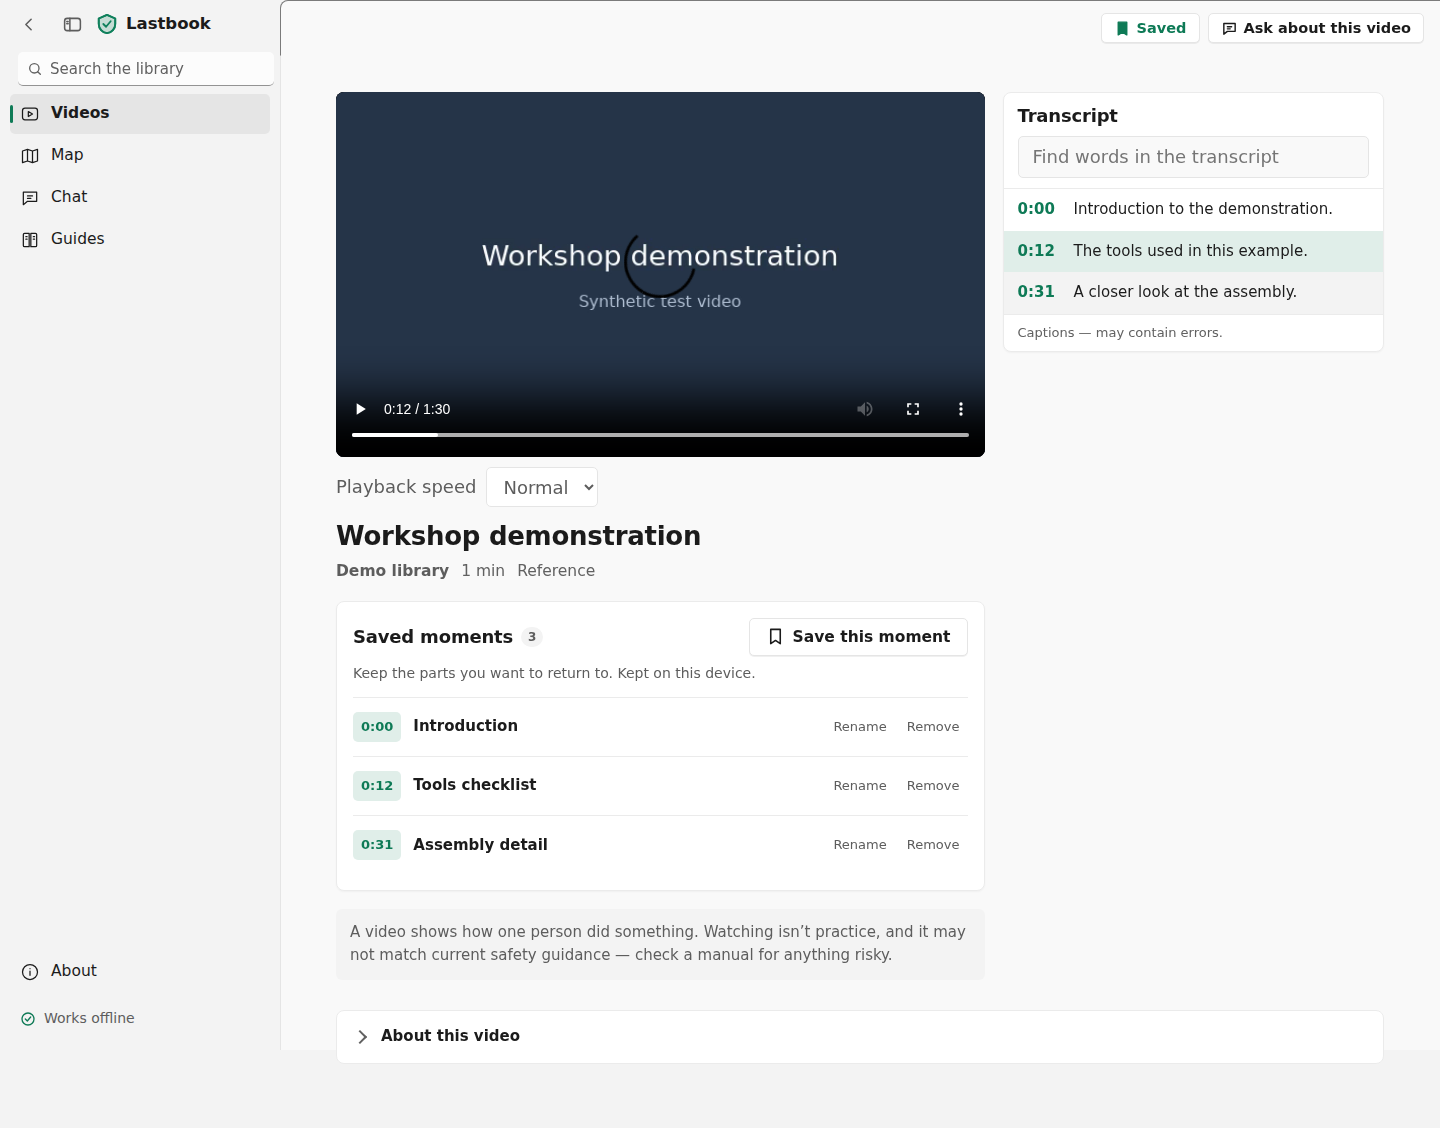 Lastbook
Search the library
Videos
Map
Chat
Guides
About
Works offline
Saved
Ask about this video
Workshop demonstration
Synthetic test video
0:12 / 1:30
Playback speed
Normal
Workshop demonstration
Demo library 1 min Reference
Saved moments 3
Save this moment
Keep the parts you want to return to. Kept on this device.
0:00 Introduction Rename Remove
0:12 Tools checklist Rename Remove
0:31 Assembly detail Rename Remove
A video shows how one person did something. Watching isn’t practice, and it may
not match current safety guidance — check a manual for anything risky.
About this video
Transcript
Find words in the transcript
0:00 Introduction to the demonstration.
0:12 The tools used in this example.
0:31 A closer look at the assembly.
Captions — may contain errors.